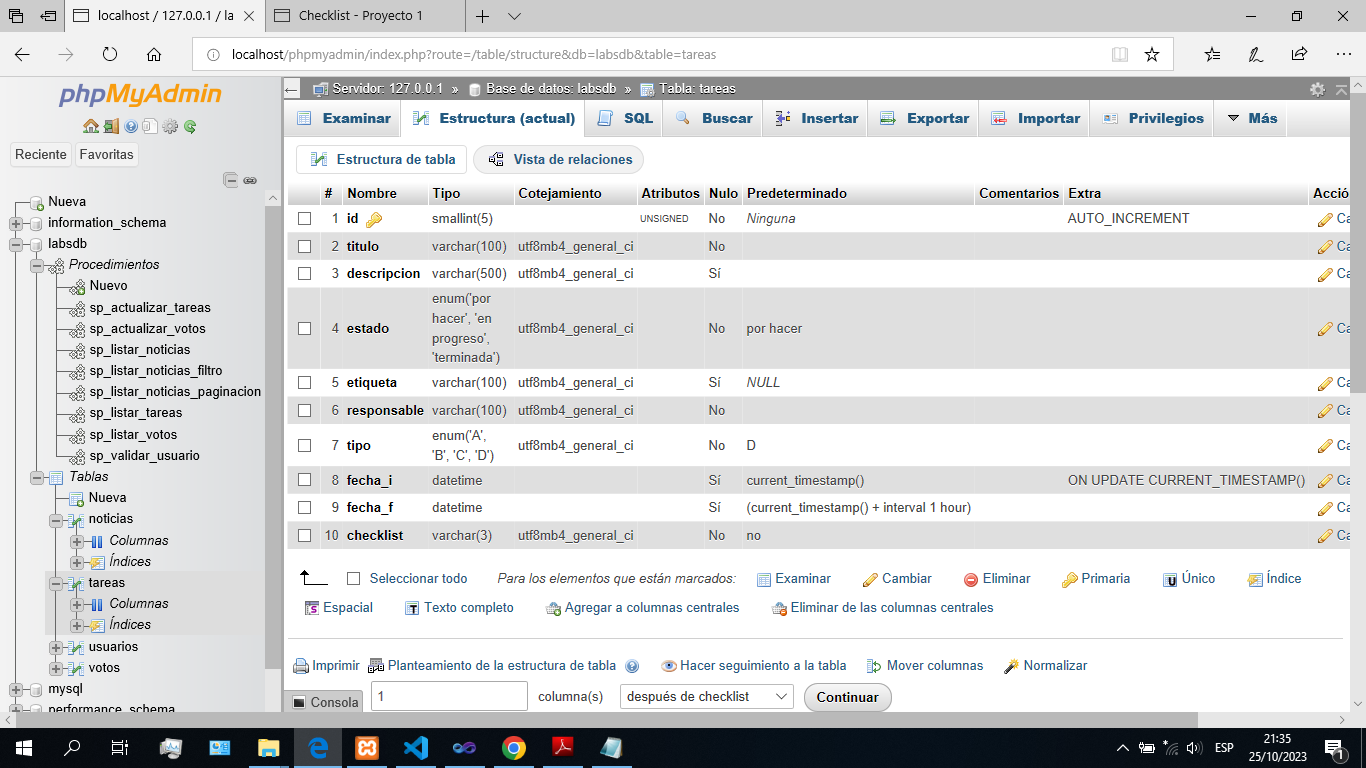 localhost / 127.0.0.1 / la
Checklist - Proyecto 1
localhost/phpmyadmin/index.php?route=/table/structure&db=labsdb&table=tareas
phpMyAdmin
Reciente
Favoritas
Nueva
information_schema
labsdb
Procedimientos
Nuevo
sp_actualizar_tareas
sp_actualizar_votos
sp_listar_noticias
sp_listar_noticias_filtro
sp_listar_noticias_paginacion
sp_listar_tareas
sp_listar_votos
sp_validar_usuario
Tablas
Nueva
noticias
Columnas
Índices
tareas
Columnas
Índices
usuarios
votos
mysql
performance_schema
Servidor: 127.0.0.1 » Base de datos: labsdb » Tabla: tareas
Examinar Estructura (actual) SQL Buscar Insertar Exportar Importar Privilegios Más
Estructura de tabla Vista de relaciones
# Nombre Tipo Cotejamiento Atributos Nulo Predeterminado Comentarios Extra Acció
1 id smallint(5) UNSIGNED No Ninguna AUTO_INCREMENT Ca
2 titulo varchar(100) utf8mb4_general_ci No Ca
3 descripcion varchar(500) utf8mb4_general_ci Sí Ca
4 estado enum('por hacer', 'en progreso', 'terminada') utf8mb4_general_ci No por hacer Ca
5 etiqueta varchar(100) utf8mb4_general_ci Sí NULL Ca
6 responsable varchar(100) utf8mb4_general_ci No Ca
7 tipo enum('A', 'B', 'C', 'D') utf8mb4_general_ci No D Ca
8 fecha_i datetime Sí current_timestamp() ON UPDATE CURRENT_TIMESTAMP() Ca
9 fecha_f datetime Sí (current_timestamp() + interval 1 hour) Ca
10 checklist varchar(3) utf8mb4_general_ci No no Ca
Seleccionar todo Para los elementos que están marcados: Examinar Cambiar Eliminar Primaria Único Índice
Espacial Texto completo Agregar a columnas centrales Eliminar de las columnas centrales
Imprimir Planteamiento de la estructura de tabla Hacer seguimiento a la tabla Mover columnas Normalizar
Consola
1 columna(s) después de checklist Continuar
ESP
21:35
25/10/2023
1